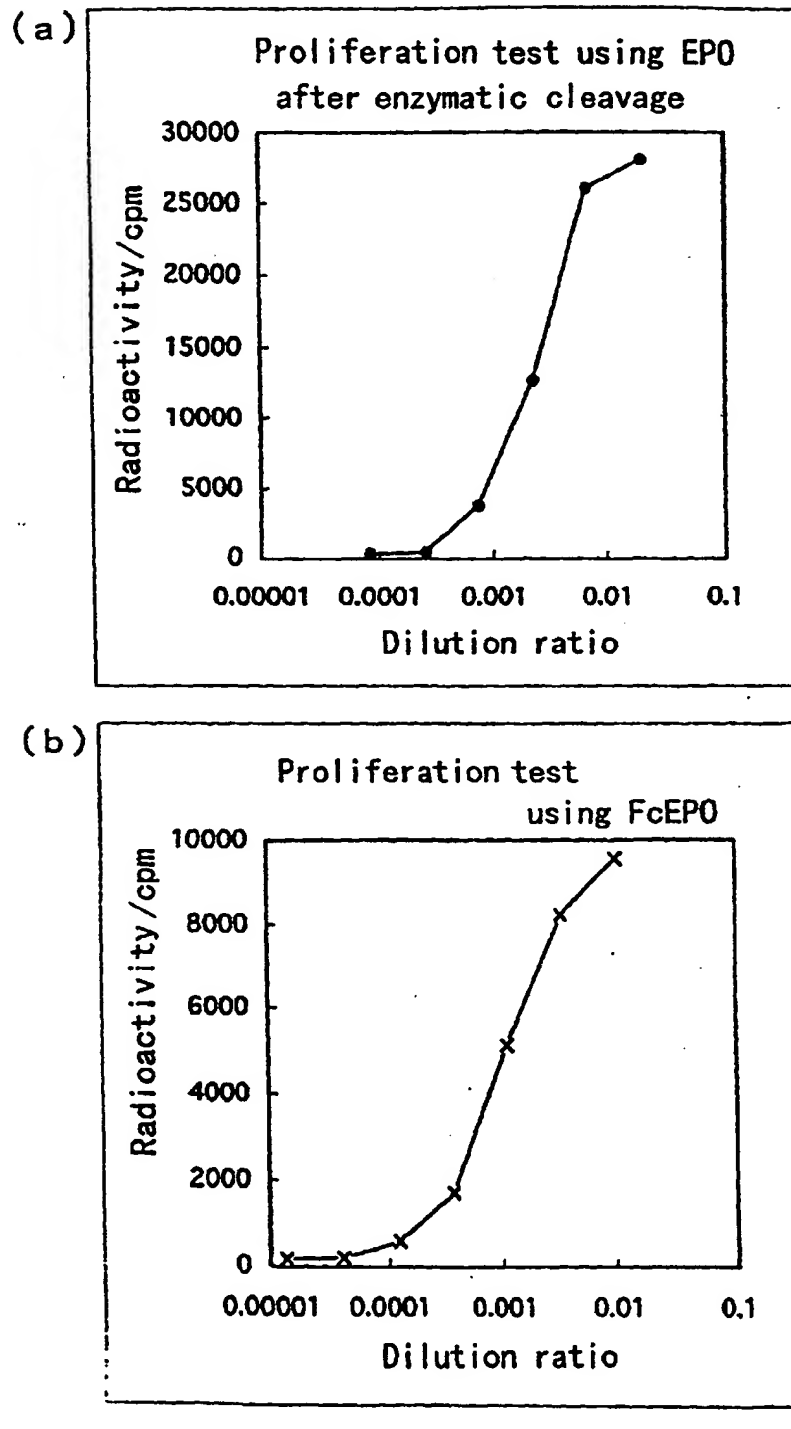 (a)
Proliferation test using EPO
after enzymatic cleavage
30000
25000
20000
15000
10000
5000
0
Radioactivity/cpm
0.00001 0.0001 0.001 0.01 0.1
Dilution ratio
(b)
Proliferation test
using FcEPO
10000
8000
6000
4000
2000
0
Radioactivity/cpm
0.00001 0.0001 0.001 0.01 0.1
Dilution ratio